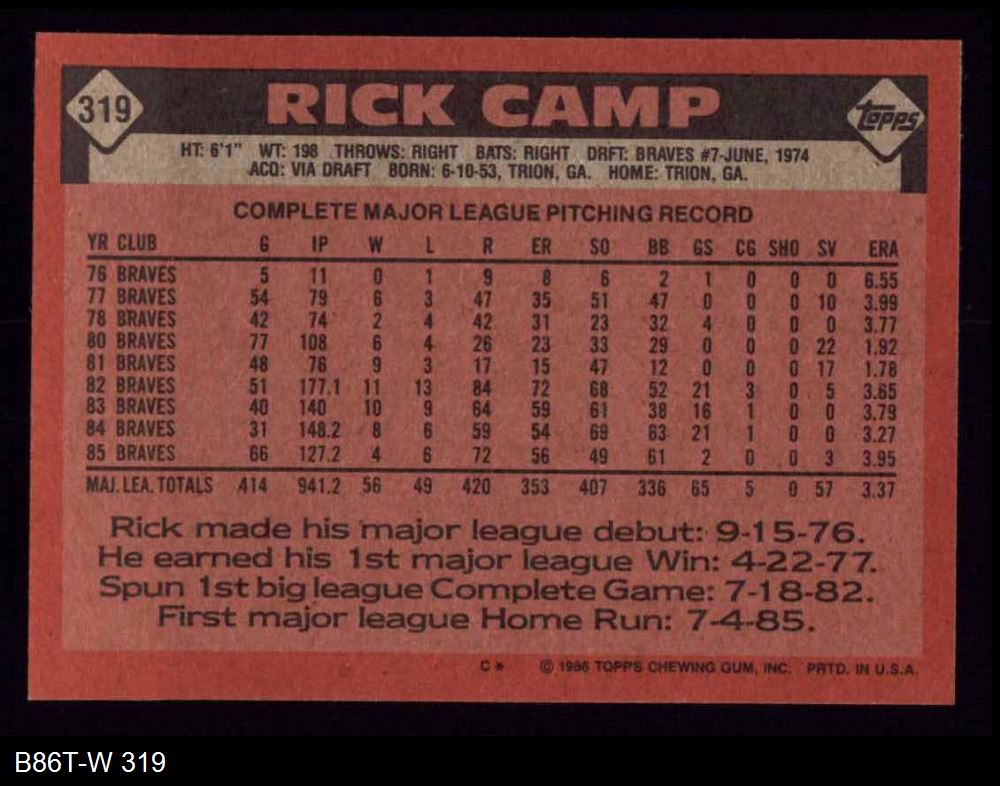 319 RICK CAMP topps
HT: 6'1" WT: 198 THROWS: RIGHT BATS: RIGHT DRFT: BRAVES #7-JUNE, 1974
ACQ: VIA DRAFT BORN: 6-10-53, TRION, GA. HOME: TRION, GA.
COMPLETE MAJOR LEAGUE PITCHING RECORD
YR CLUB G IP W L R ER SO BB GS CG SHO SV ERA
76 BRAVES 5 11 0 1 9 8 6 2 1 0 0 0 6.55
77 BRAVES 54 79 6 3 47 35 51 47 0 0 0 10 3.99
78 BRAVES 42 74 2 4 42 31 23 32 4 0 0 0 3.77
80 BRAVES 77 108 6 4 26 23 33 29 0 0 0 22 1.92
81 BRAVES 48 76 9 3 17 15 47 12 0 0 0 17 1.78
82 BRAVES 51 177.1 11 13 84 72 68 52 21 3 0 5 3.65
83 BRAVES 40 140 10 9 64 59 61 38 16 1 0 0 3.79
84 BRAVES 31 148.2 8 6 59 54 69 63 21 1 0 0 3.27
85 BRAVES 66 127.2 4 6 72 56 49 61 2 0 0 3 3.95
MAJ. LEA. TOTALS 414 941.2 56 49 420 353 407 336 65 5 0 57 3.37
Rick made his major league debut: 9-15-76.
He earned his 1st major league Win: 4-22-77.
Spun 1st big league Complete Game: 7-18-82.
First major league Home Run: 7-4-85.
C* © 1986 TOPPS CHEWING GUM, INC. PRTD. IN U.S.A.
B86T-W 319